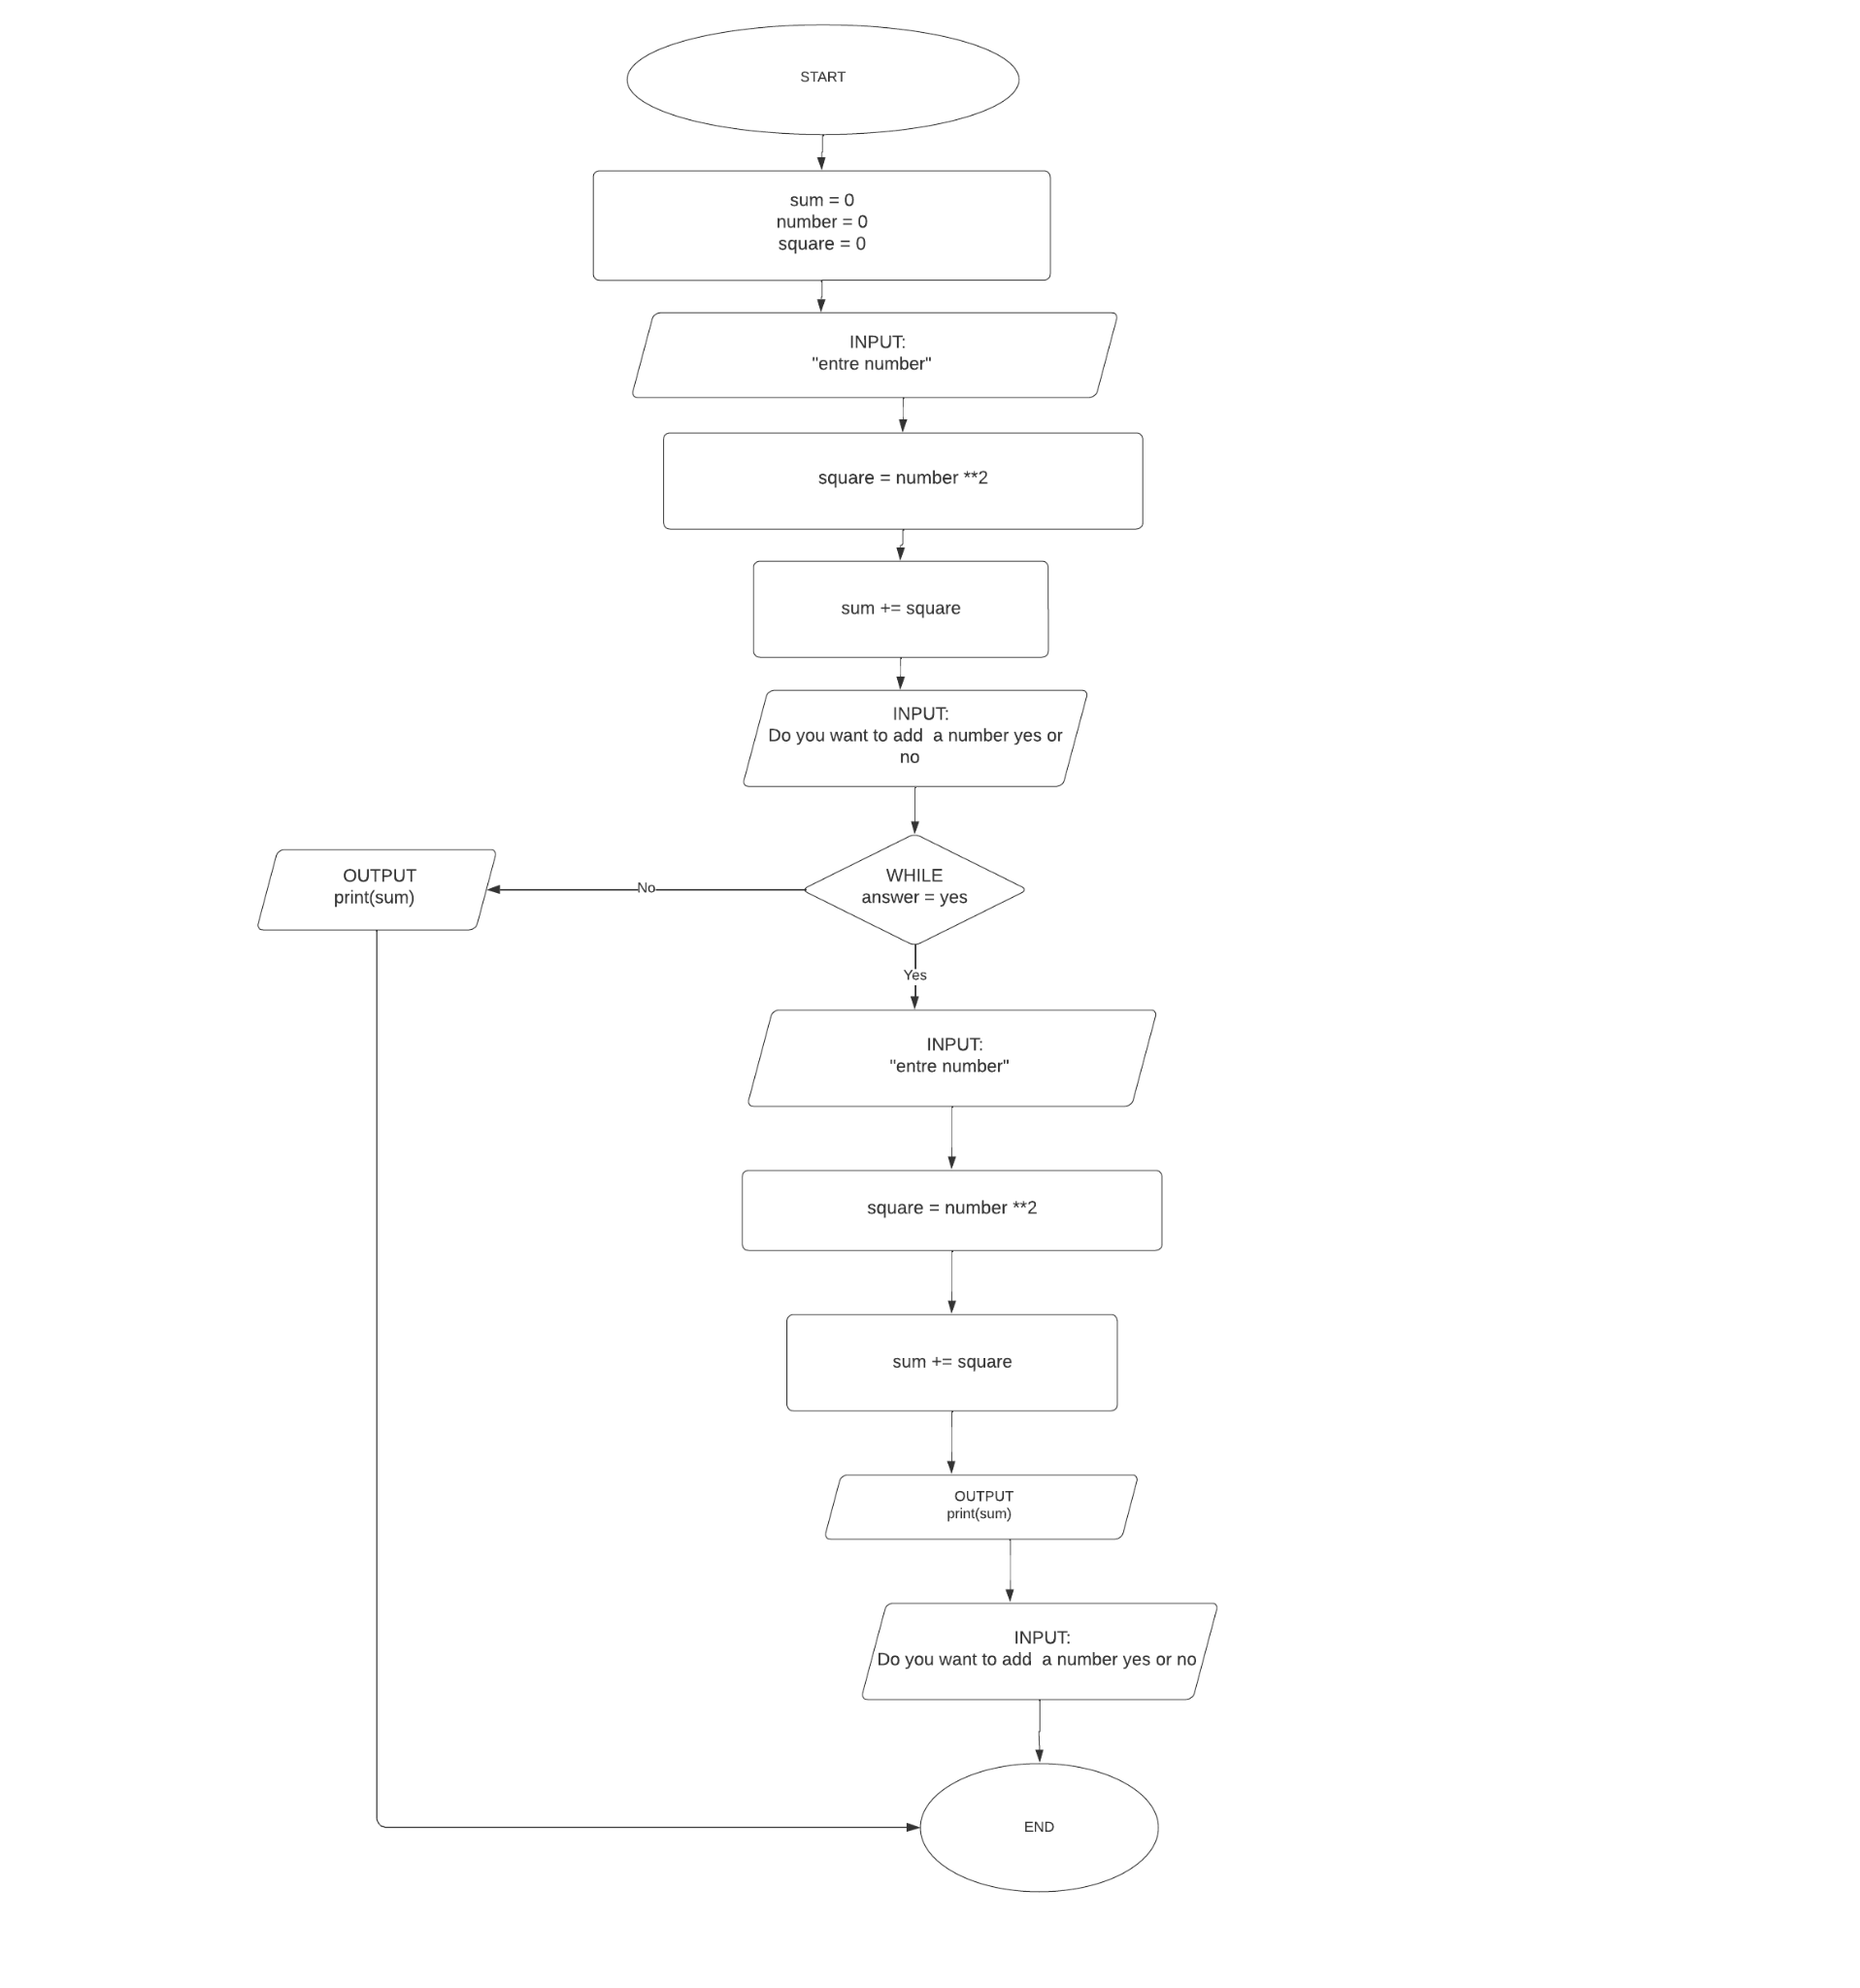 START
sum = 0
number = 0
square = 0
INPUT:
"entre number"
square = number **2
sum += square
INPUT:
Do you want to add  a number yes or
no
WHILE
answer = yes
No
OUTPUT
print(sum)
Yes
INPUT:
"entre number"
square = number **2
sum += square
OUTPUT
print(sum)
INPUT:
Do you want to add  a number yes or no
END